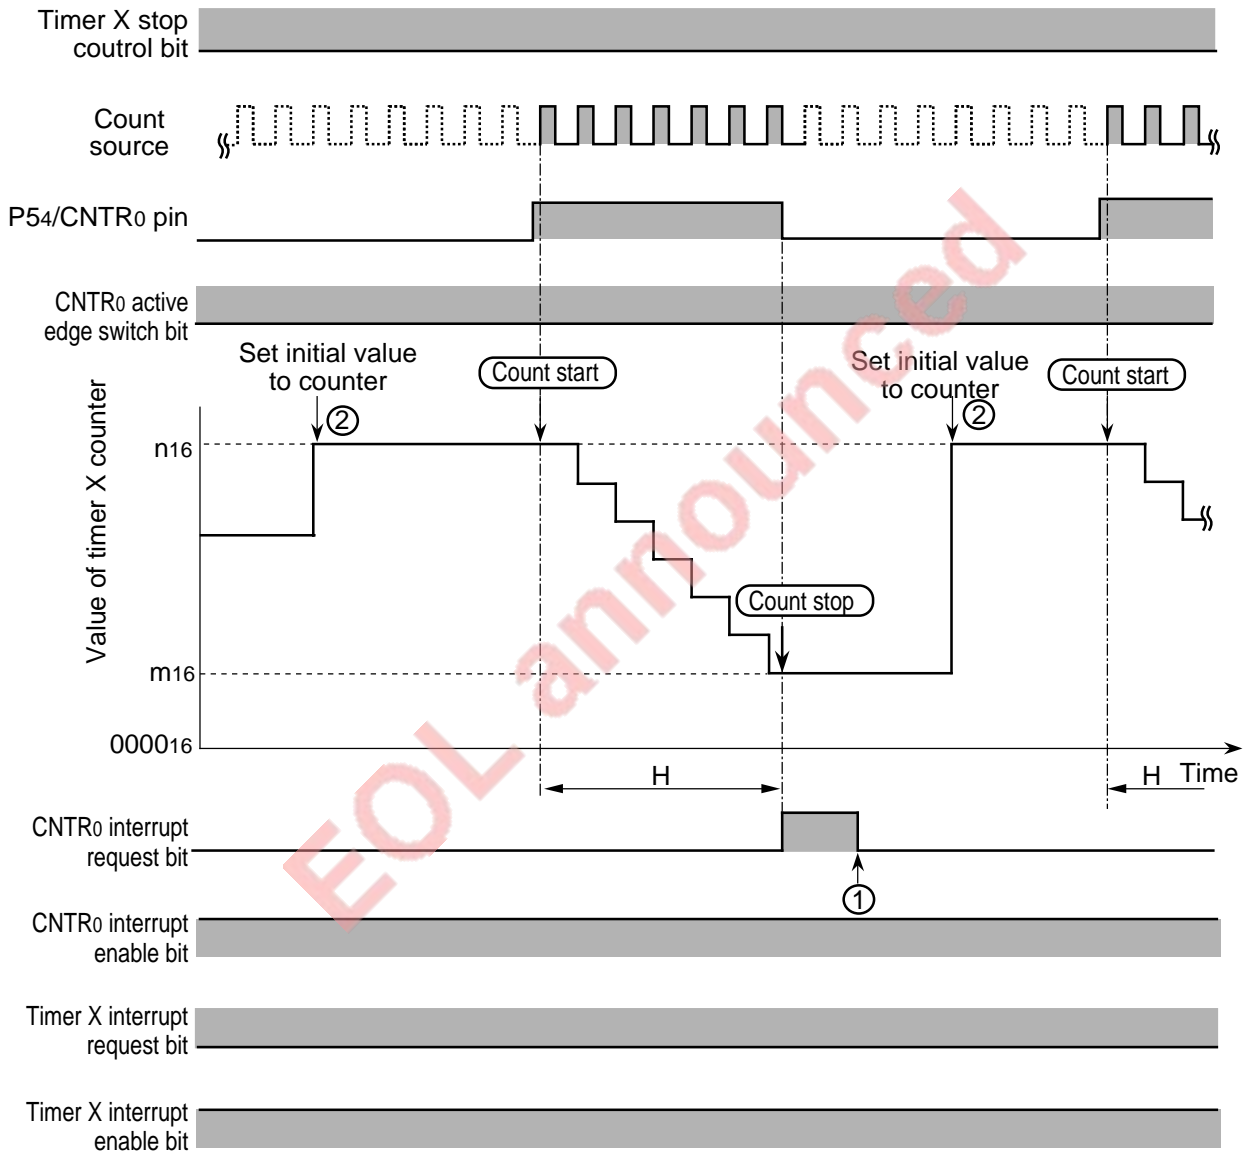 Timer X stop
coutrol bit
Count
source
P54/CNTR0 pin
CNTR0 active
edge switch bit
Set initial value
to counter
②
Count start
Set initial value
to counter
②
Count start
Value of timer X counter
n16
Count stop
m16
000016
H
H
Time
CNTR0 interrupt
request bit
①
CNTR0 interrupt
enable bit
Timer X interrupt
request bit
Timer X interrupt
enable bit
EOL announced